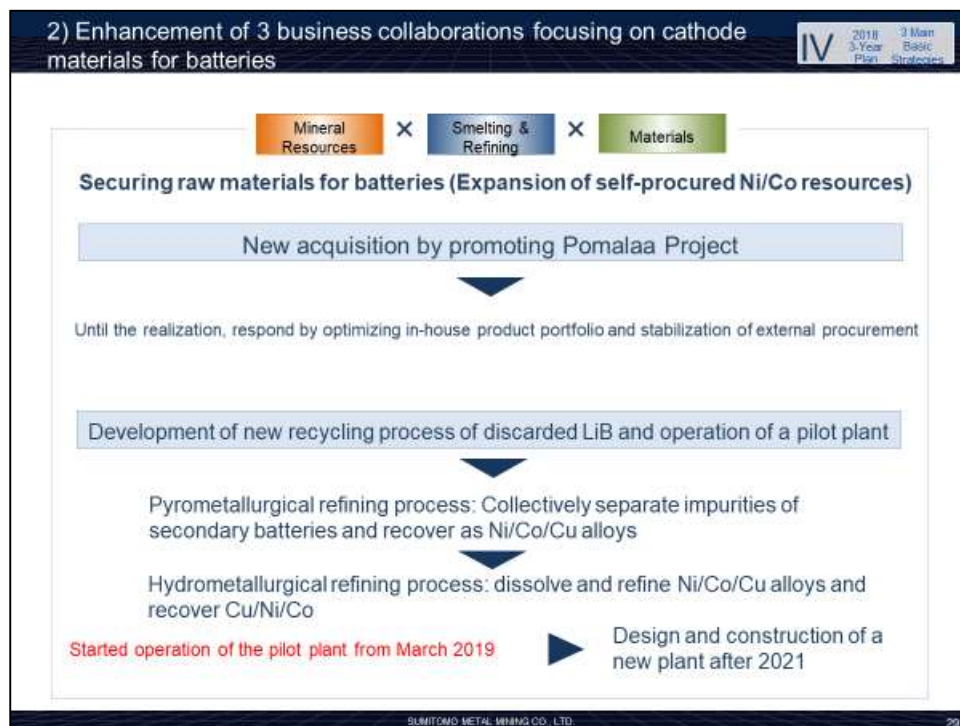 2) Enhancement of 3 business collaborations focusing on cathode
materials for batteries
IV
2018
3-Year
Plan
3 Main
Basic
Strategies
Mineral
Resources
×
Smelting &
Refining
×
Materials
Securing raw materials for batteries (Expansion of self-procured Ni/Co resources)
New acquisition by promoting Pomalaa Project
Until the realization, respond by optimizing in-house product portfolio and stabilization of external procurement
Development of new recycling process of discarded LiB and operation of a pilot plant
Pyrometallurgical refining process: Collectively separate impurities of
secondary batteries and recover as Ni/Co/Cu alloys
Hydrometallurgical refining process: dissolve and refine Ni/Co/Cu alloys and
recover Cu/Ni/Co
Started operation of the pilot plant from March 2019
Design and construction of a
new plant after 2021
SUMITOMO METAL MINING CO., LTD.